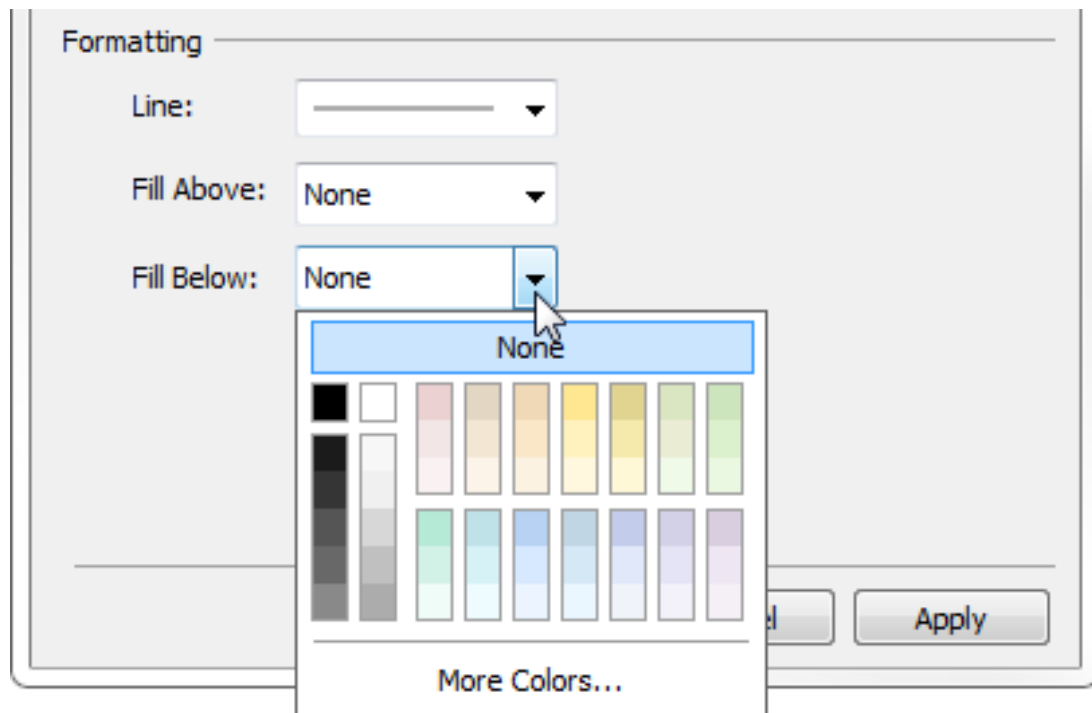 Formatting
Line:
Fill Above: None
Fill Below: None
None
Apply
More Colors...